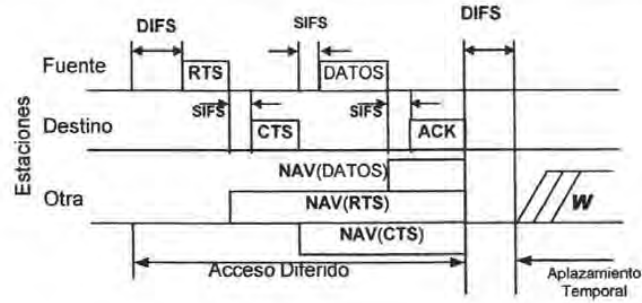 DIFS
SIFS
DIFS
Fuente
RTS
DATOS
SIFS
SIFS
Destino
CTS
ACK
Estaciones
NAV(DATOS)
Otra
NAV(RTS)
W
NAV(CTS)
Acceso Diferido
Aplazamiento
Temporal